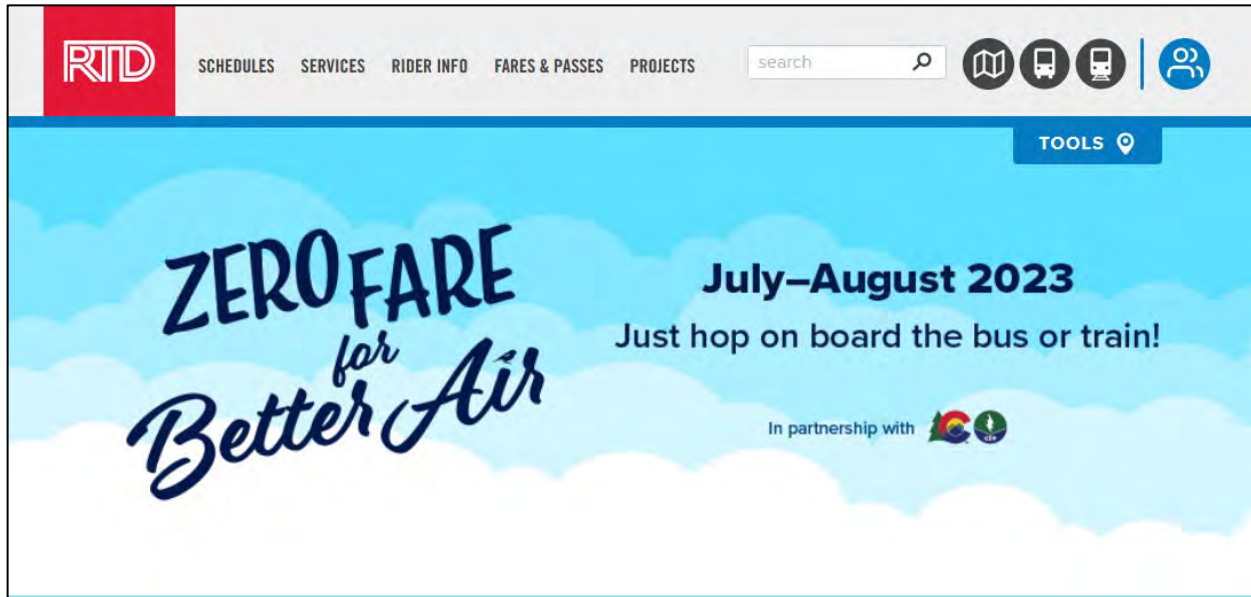 RTD
SCHEDULES SERVICES RIDER INFO FARES & PASSES PROJECTS search
TOOLS
ZERO FARE
for
Better Air
July–August 2023
Just hop on board the bus or train!
In partnership with